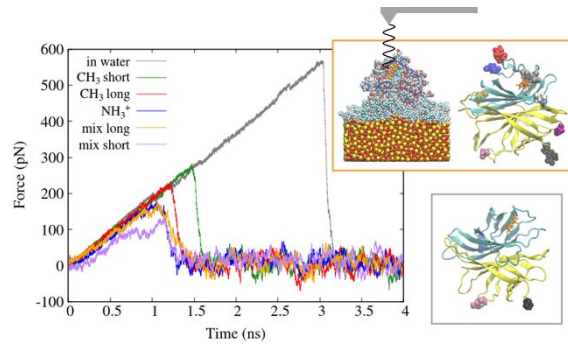 600
500
400
300
200
100
0
-100
Force (pN)
in water
CH3 short
CH3 long
NH3+
mix long
mix short
0 0.5 1 1.5 2 2.5 3 3.5 4
Time (ns)